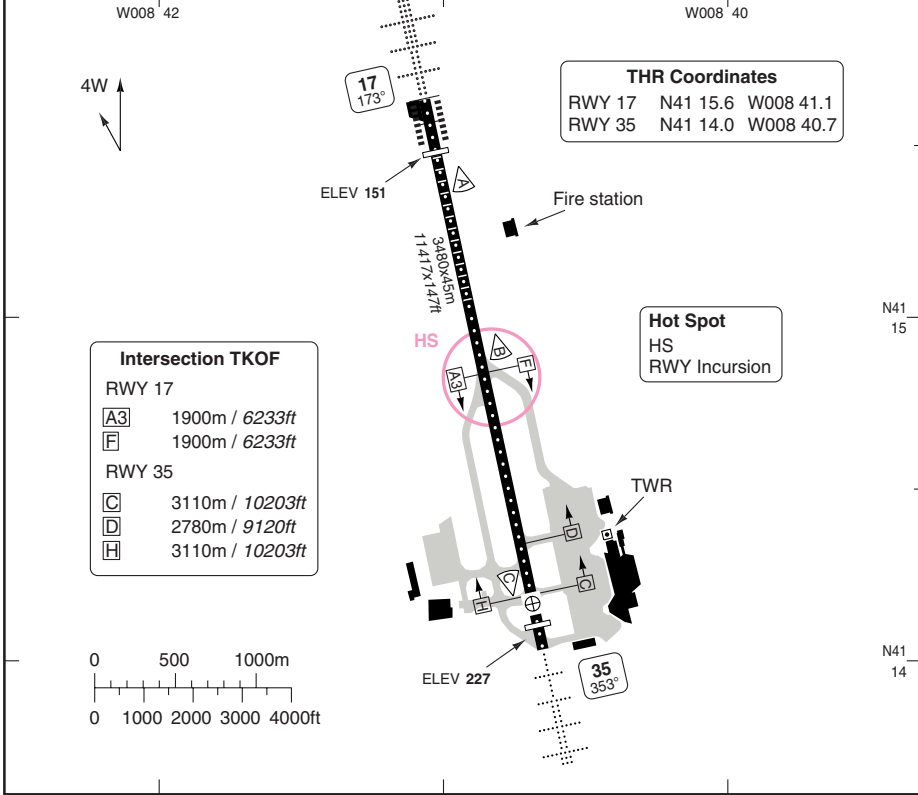 W008 42
W008 40
4W
17
173°
THR Coordinates
RWY 17 N41 15.6 W008 41.1
RWY 35 N41 14.0 W008 40.7
ELEV 151
A
Fire station
3480x45m
11417x147ft
N41
15
HS
B
A3
F
Hot Spot
HS
RWY Incursion
Intersection TKOF
RWY 17
A3 1900m / 6233ft
F 1900m / 6233ft
RWY 35
C 3110m / 10203ft
D 2780m / 9120ft
H 3110m / 10203ft
TWR
D
C
C
H
0 500 1000m
0 1000 2000 3000 4000ft
ELEV 227
35
353°
N41
14